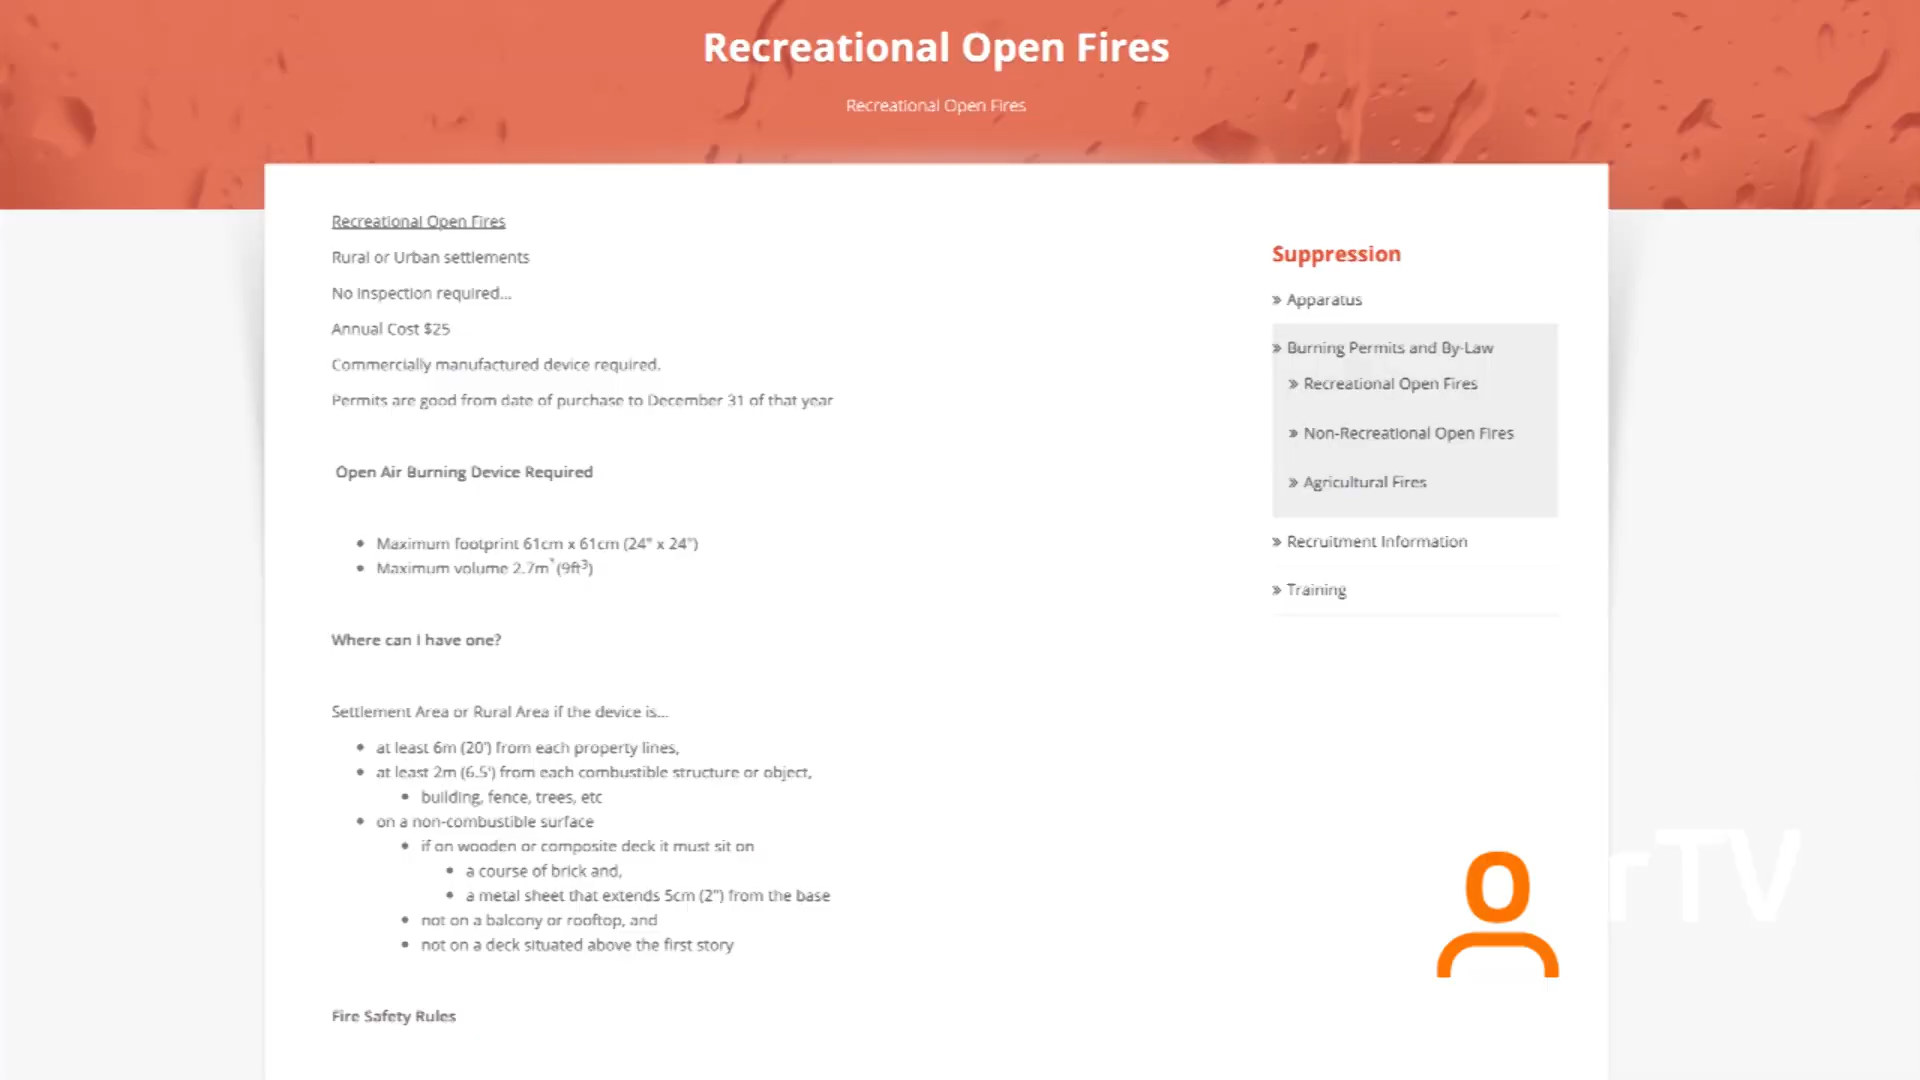 Recreational Open Fires
Recreational Open Fires
Recreational Open Fires
Rural or Urban settlements
No inspection required...
Annual Cost $25
Commercially manufactured device required.
Permits are good from date of purchase to December 31 of that year
Open Air Burning Device Required
Maximum footprint 61cm x 61cm (24" x 24")
Maximum volume 2.7m³ (9ft³)
Where can I have one?
Settlement Area or Rural Area if the device is...
at least 6m (20') from each property lines,
at least 2m (6.5') from each combustible structure or object,
building, fence, trees, etc
on a non-combustible surface
if on wooden or composite deck it must sit on
a course of brick and,
a metal sheet that extends 5cm (2") from the base
not on a balcony or rooftop, and
not on a deck situated above the first story
Fire Safety Rules
Suppression
» Apparatus
» Burning Permits and By-Law
» Recreational Open Fires
» Non-Recreational Open Fires
» Agricultural Fires
» Recruitment Information
» Training
rTV